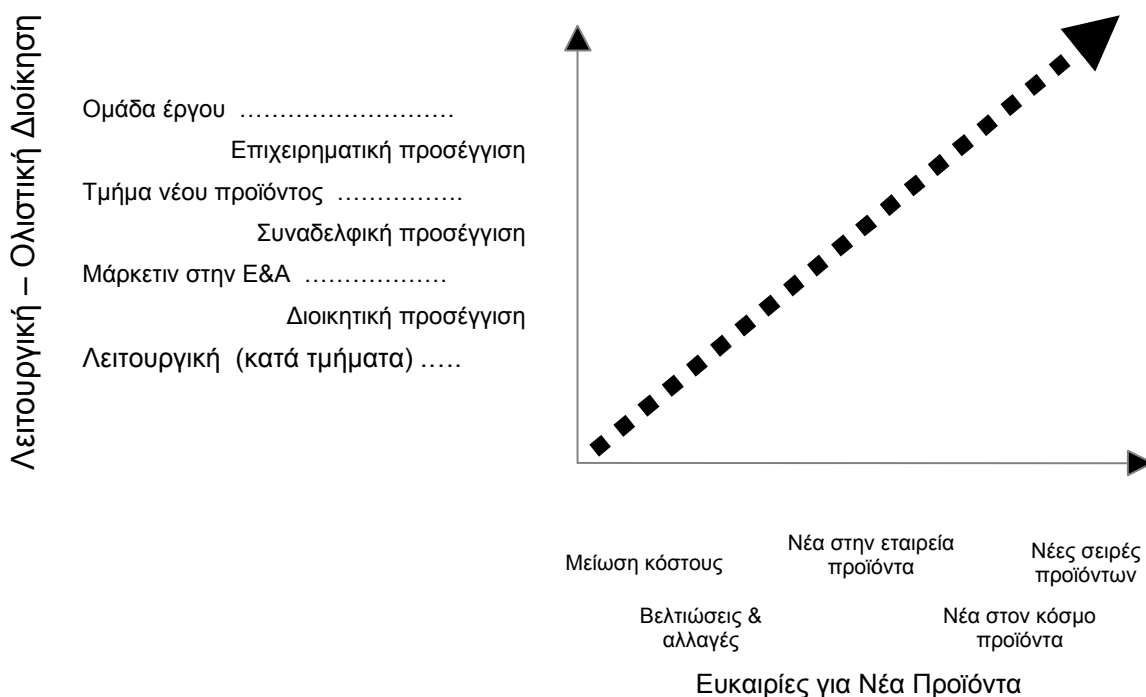 Λειτουργική – Ολιστική Διοίκηση
Ομάδα έργου ………………………
Επιχειρηματική προσέγγιση
Τμήμα νέου προϊόντος …………….
Συναδελφική προσέγγιση
Μάρκετιν στην Ε&Α ………………
Διοικητική προσέγγιση
Λειτουργική (κατά τμήματα) …..
Μείωση κόστους
Βελτιώσεις &
αλλαγές
Νέα στην εταιρεία
προϊόντα
Νέα στον κόσμο
προϊόντα
Νέες σειρές
προϊόντων
Ευκαιρίες για Νέα Προϊόντα